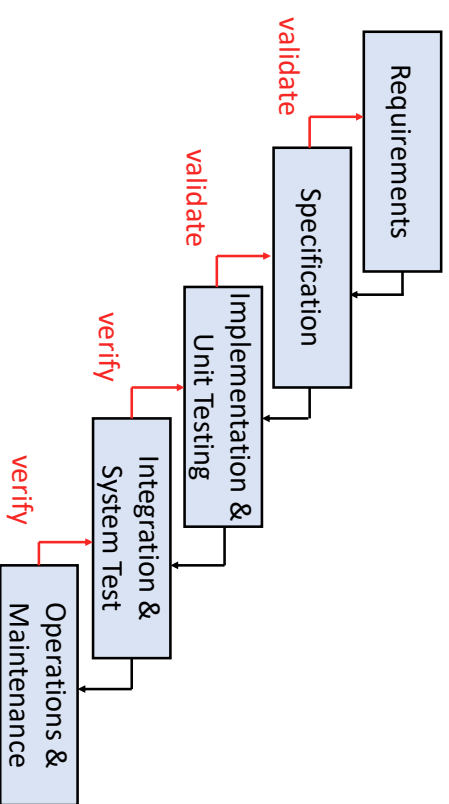 Requirements
validate
Specification
validate
Implementation &
Unit Testing
verify
Integration &
System Test
verify
Operations &
Maintenance